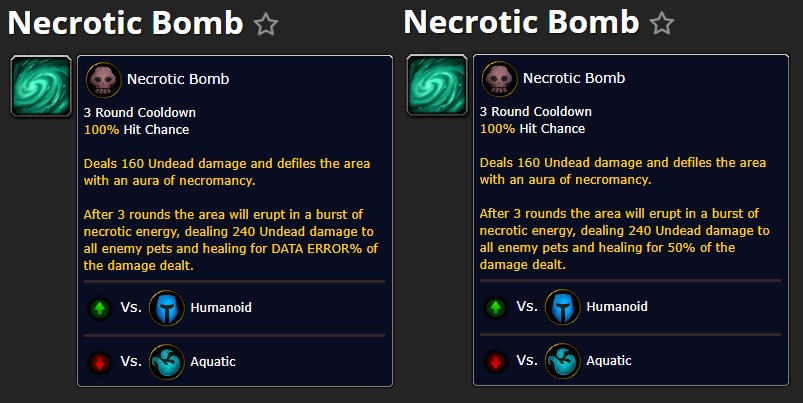 Necrotic Bomb
Necrotic Bomb
3 Round Cooldown
100% Hit Chance
Deals 160 Undead damage and defiles the area
with an aura of necromancy.
After 3 rounds the area will erupt in a burst of
necrotic energy, dealing 240 Undead damage to
all enemy pets and healing for DATA ERROR% of
the damage dealt.
Vs. Humanoid
Vs. Aquatic
Necrotic Bomb
Necrotic Bomb
3 Round Cooldown
100% Hit Chance
Deals 160 Undead damage and defiles the area
with an aura of necromancy.
After 3 rounds the area will erupt in a burst of
necrotic energy, dealing 240 Undead damage to
all enemy pets and healing for 50% of the
damage dealt.
Vs. Humanoid
Vs. Aquatic